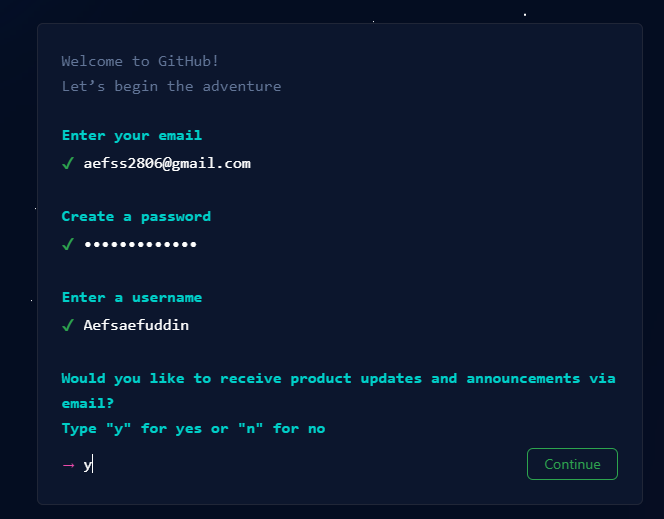 Welcome to GitHub!
Let’s begin the adventure
Enter your email
✓ aefss2806@gmail.com
Create a password
✓ •••••••••••••
Enter a username
✓ Aefsaefuddin
Would you like to receive product updates and announcements via
email?
Type "y" for yes or "n" for no
→ y
Continue